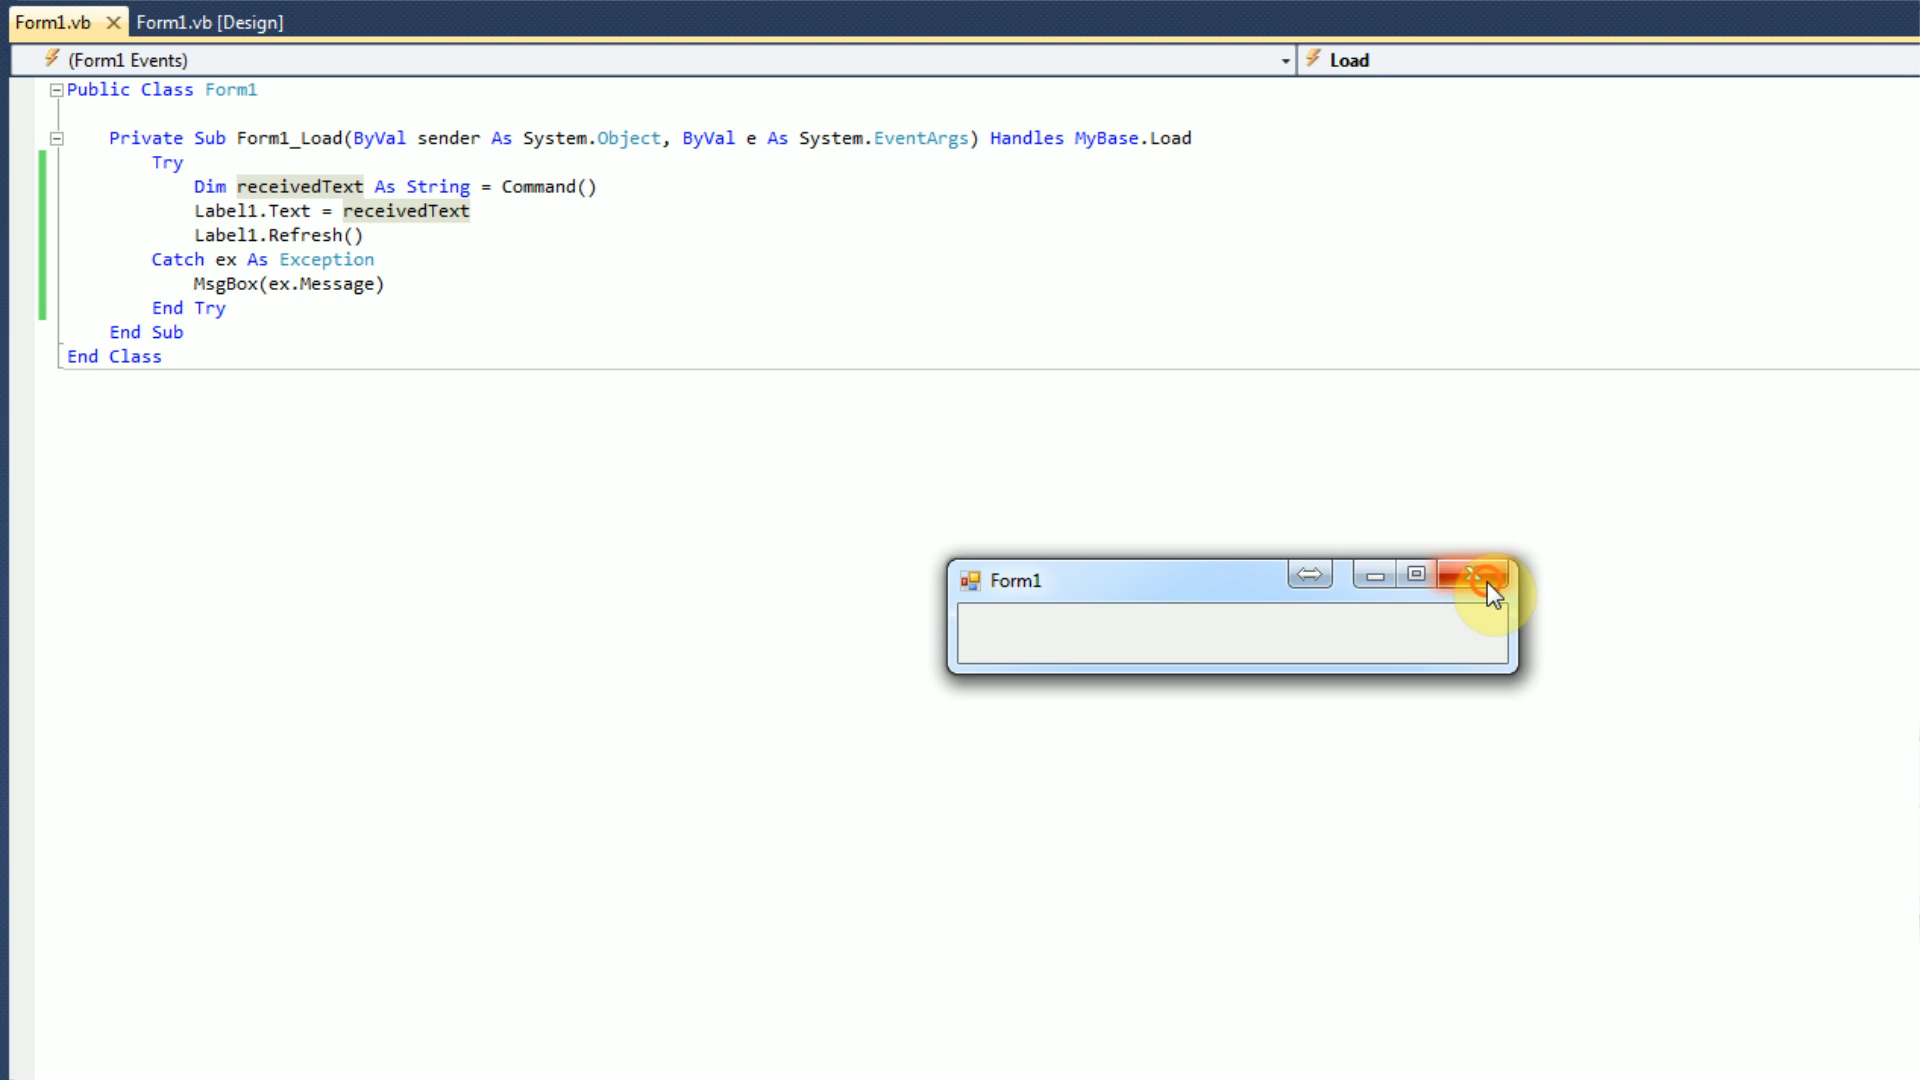 Form1.vb Form1.vb [Design]
(Form1 Events) Load
Public Class Form1
Private Sub Form1_Load(ByVal sender As System.Object, ByVal e As System.EventArgs) Handles MyBase.Load
Try
Dim receivedText As String = Command()
Label1.Text = receivedText
Label1.Refresh()
Catch ex As Exception
MsgBox(ex.Message)
End Try
End Sub
End Class
Form1